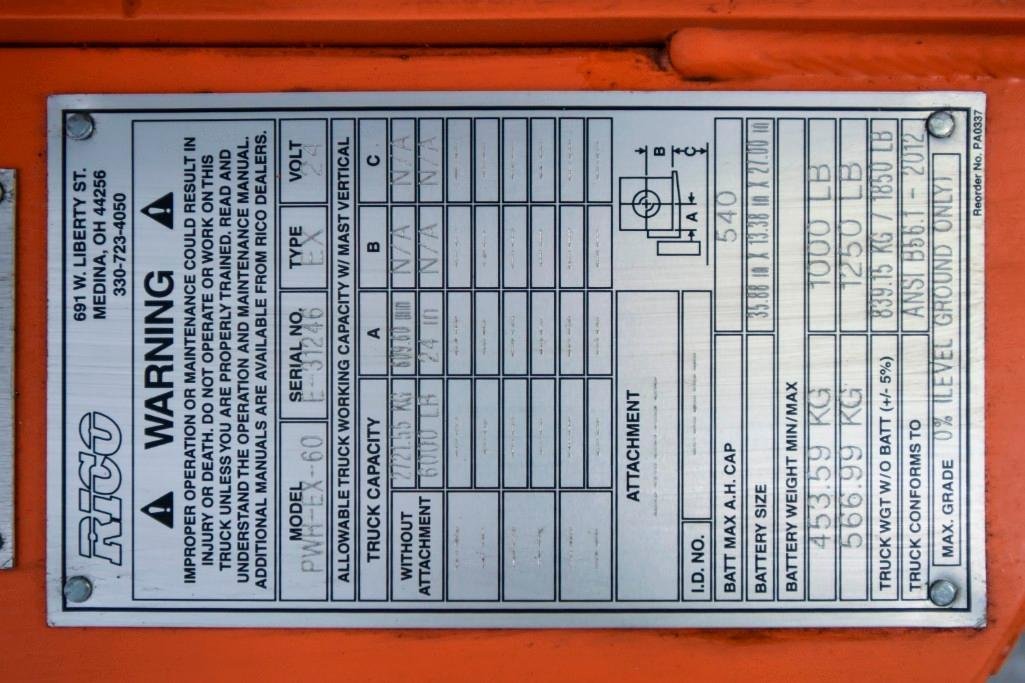 RICO
691 W. LIBERTY ST.
MEDINA, OH 44256
330-723-4050
WARNING
IMPROPER OPERATION OR MAINTENANCE COULD RESULT IN
INJURY OR DEATH. DO NOT OPERATE OR WORK ON THIS
TRUCK UNLESS YOU ARE PROPERLY TRAINED. READ AND
UNDERSTAND THE OPERATION AND MAINTENANCE MANUAL.
ADDITIONAL MANUALS ARE AVAILABLE FROM RICO DEALERS.
MODEL SERIAL NO. TYPE VOLT
PWH-EX-60 E-31246 EX 24
ALLOWABLE TRUCK WORKING CAPACITY W/ MAST VERTICAL
TRUCK CAPACITY A B C
WITHOUT 2721.55 KG 609.60 mm N/A N/A
ATTACHMENT 6000 LB 24 in N/A N/A
ATTACHMENT
A B C
I.D. NO.
BATT MAX A.H. CAP 540
BATTERY SIZE 35.88 in X 13.38 in X 27.00 in
BATTERY WEIGHT MIN/MAX
453.59 KG 1000 LB
566.99 KG 1250 LB
TRUCK WGT W/O BATT (+/- 5%) 839.15 KG / 1850 LB
TRUCK CONFORMS TO ANSI B56.1 - 2012
MAX. GRADE 0% (LEVEL GROUND ONLY)
Reorder No. PA0337